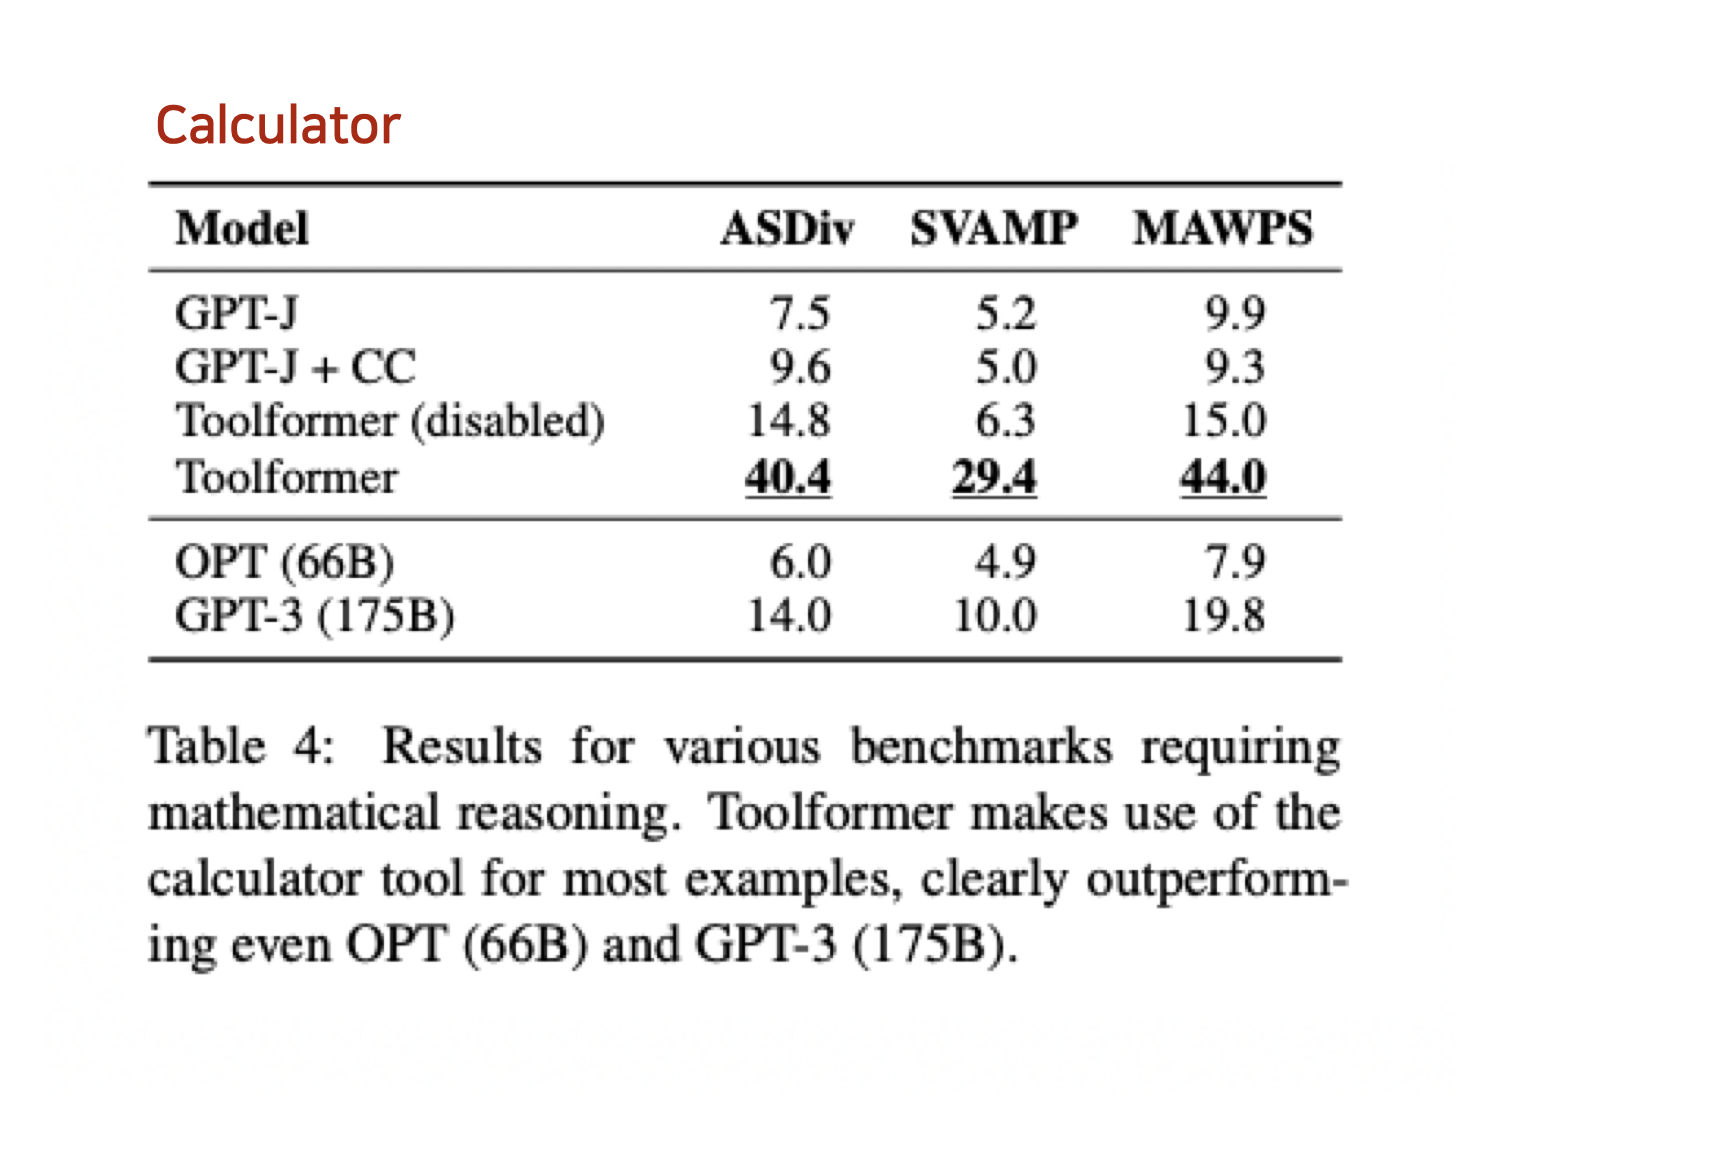 Calculator
Model ASDiv SVAMP MAWPS
GPT-J 7.5 5.2 9.9
GPT-J + CC 9.6 5.0 9.3
Toolformer (disabled) 14.8 6.3 15.0
Toolformer 40.4 29.4 44.0
OPT (66B) 6.0 4.9 7.9
GPT-3 (175B) 14.0 10.0 19.8
Table 4: Results for various benchmarks requiring
mathematical reasoning. Toolformer makes use of the
calculator tool for most examples, clearly outperform-
ing even OPT (66B) and GPT-3 (175B).